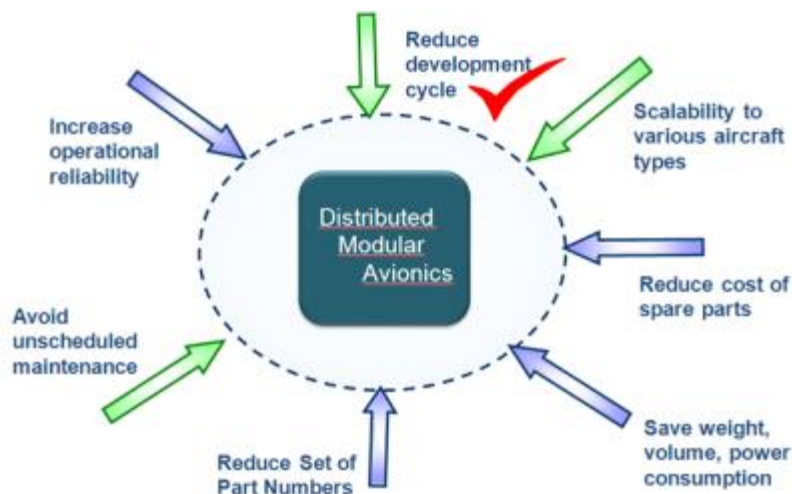 Reduce
development
cycle
Increase
operational
reliability
Scalability to
various aircraft
types
Distributed
Modular
Avionics
Reduce cost of
spare parts
Avoid
unscheduled
maintenance
Save weight,
volume, power
consumption
Reduce Set of
Part Numbers